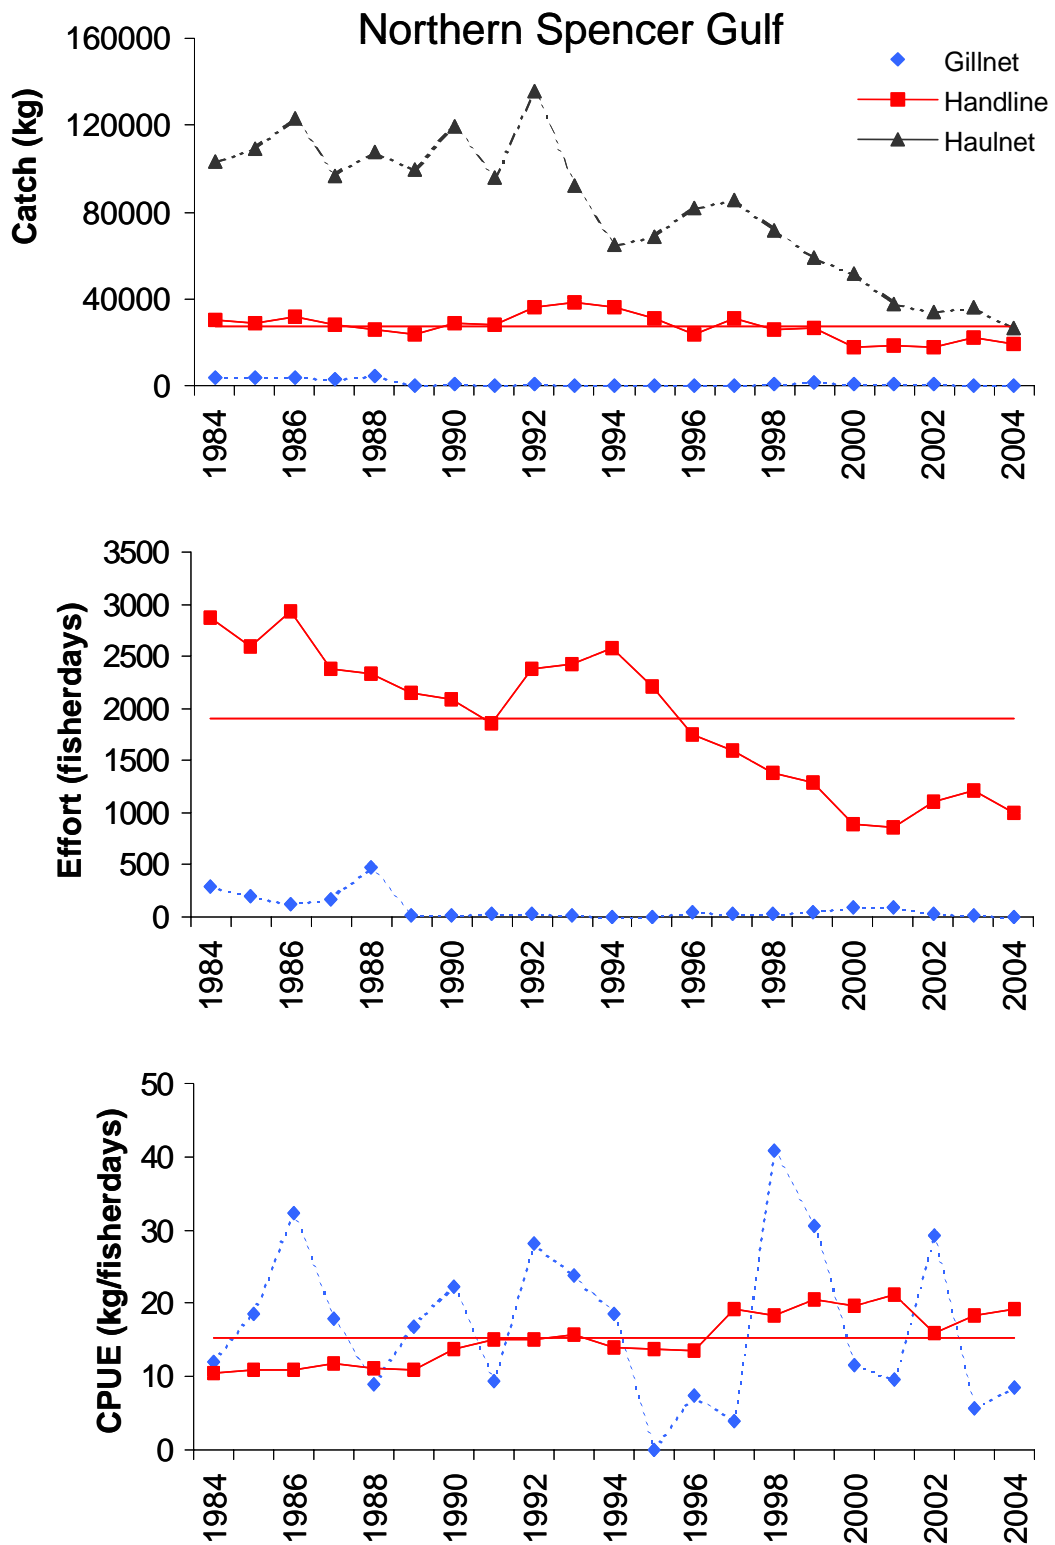 Northern Spencer Gulf
Gillnet
Handline
Haulnet
Catch (kg)
160000
120000
80000
40000
0
1984 1986 1988 1990 1992 1994 1996 1998 2000 2002 2004
Effort (fisherdays)
3500
3000
2500
2000
1500
1000
500
0
1984 1986 1988 1990 1992 1994 1996 1998 2000 2002 2004
CPUE (kg/fisherdays)
50
40
30
20
10
0
1984 1986 1988 1990 1992 1994 1996 1998 2000 2002 2004